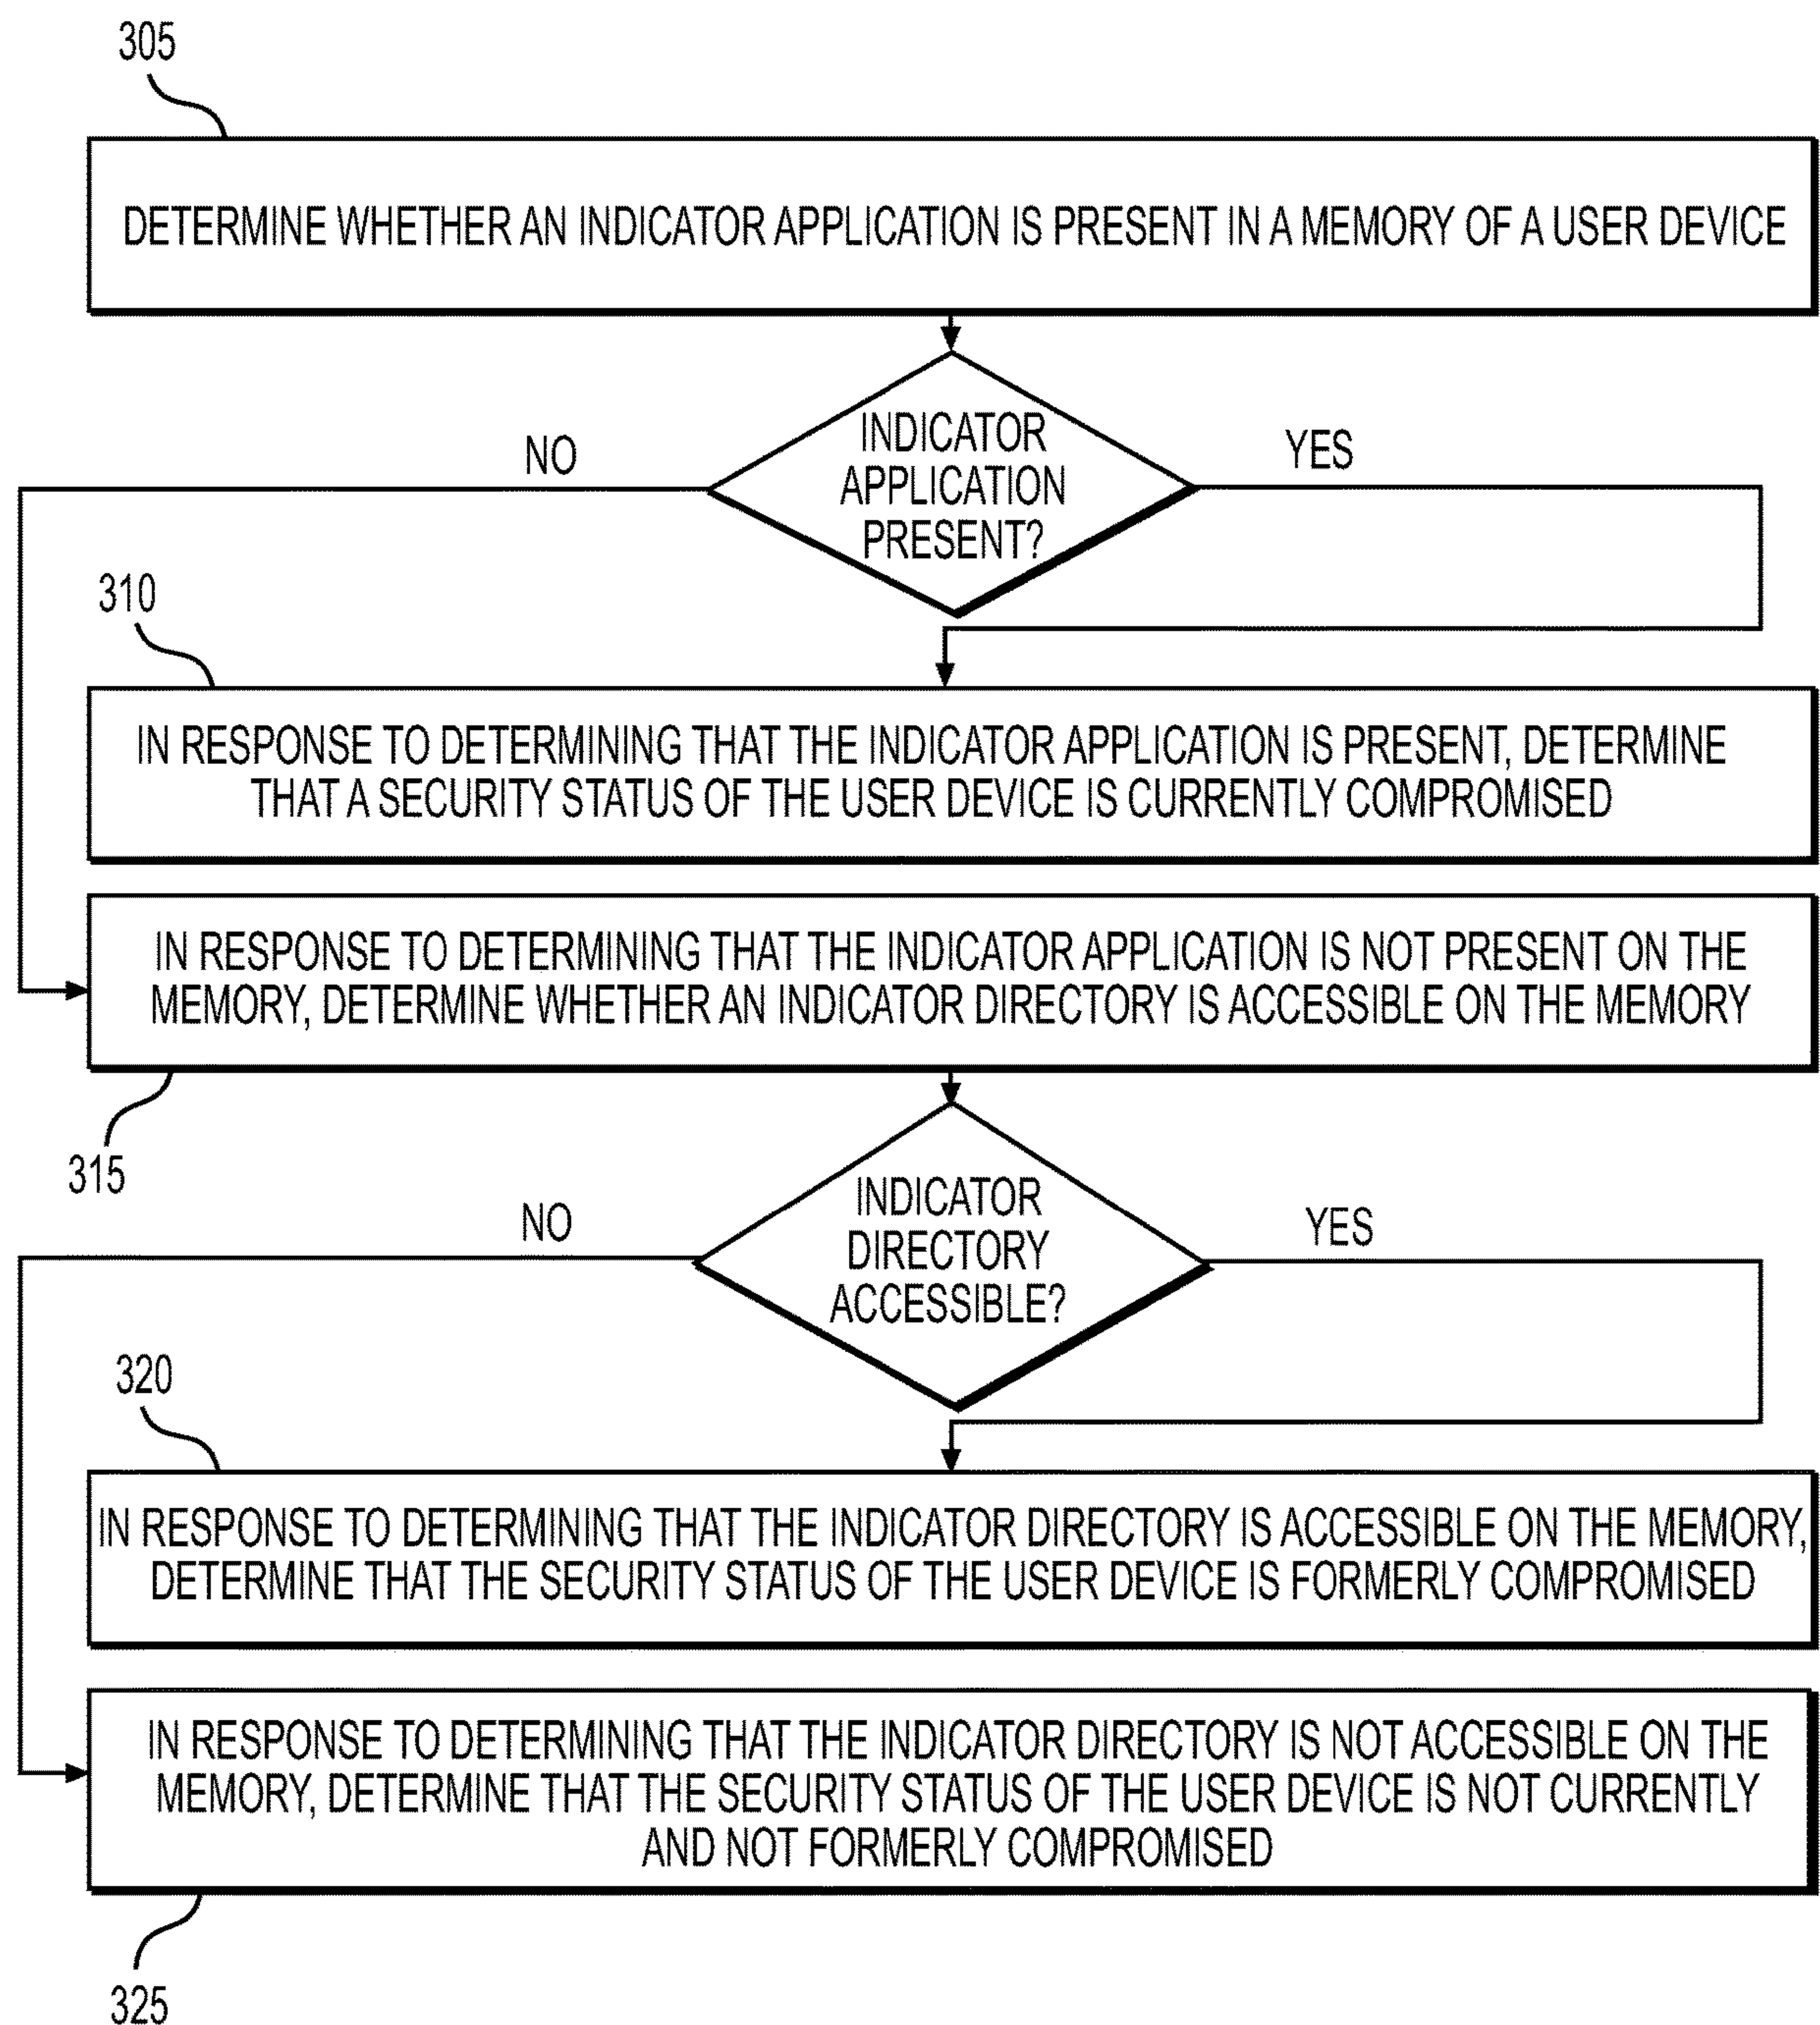 305
DETERMINE WHETHER AN INDICATOR APPLICATION IS PRESENT IN A MEMORY OF A USER DEVICE
INDICATOR
APPLICATION
PRESENT?
NO
YES
310
IN RESPONSE TO DETERMINING THAT THE INDICATOR APPLICATION IS PRESENT, DETERMINE
THAT A SECURITY STATUS OF THE USER DEVICE IS CURRENTLY COMPROMISED
IN RESPONSE TO DETERMINING THAT THE INDICATOR APPLICATION IS NOT PRESENT ON THE
MEMORY, DETERMINE WHETHER AN INDICATOR DIRECTORY IS ACCESSIBLE ON THE MEMORY
315
INDICATOR
DIRECTORY
ACCESSIBLE?
NO
YES
320
IN RESPONSE TO DETERMINING THAT THE INDICATOR DIRECTORY IS ACCESSIBLE ON THE MEMORY,
DETERMINE THAT THE SECURITY STATUS OF THE USER DEVICE IS FORMERLY COMPROMISED
IN RESPONSE TO DETERMINING THAT THE INDICATOR DIRECTORY IS NOT ACCESSIBLE ON THE
MEMORY, DETERMINE THAT THE SECURITY STATUS OF THE USER DEVICE IS NOT CURRENTLY
AND NOT FORMERLY COMPROMISED
325